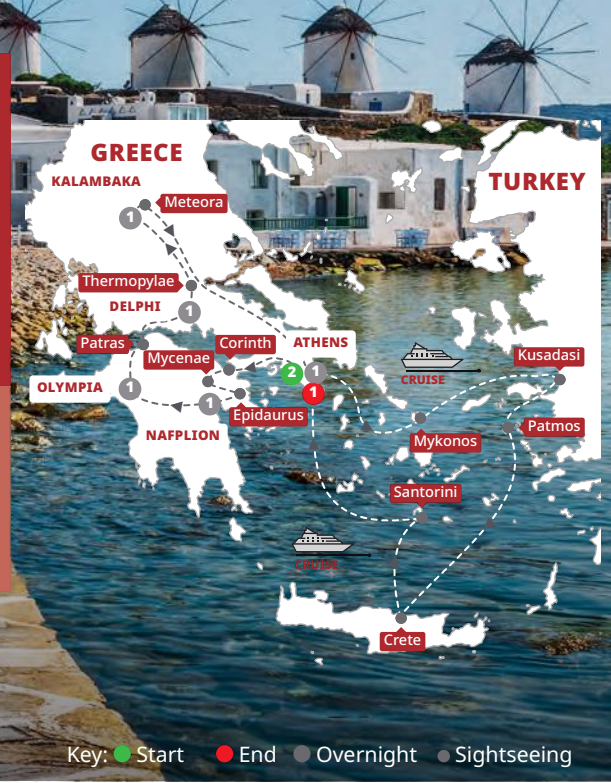 GREECE
KALAMBAKA
TURKEY
Meteora
1
Thermopylae
DELPHI
1
Patras
Corinth
ATHENS
Mycenae
2
1
CRUISE
Kusadasi
OLYMPIA
1
1
1
Epidaurus
Mykonos
Patmos
NAFPLION
Santorini
CRUISE
Crete
Key: Start End Overnight Sightseeing